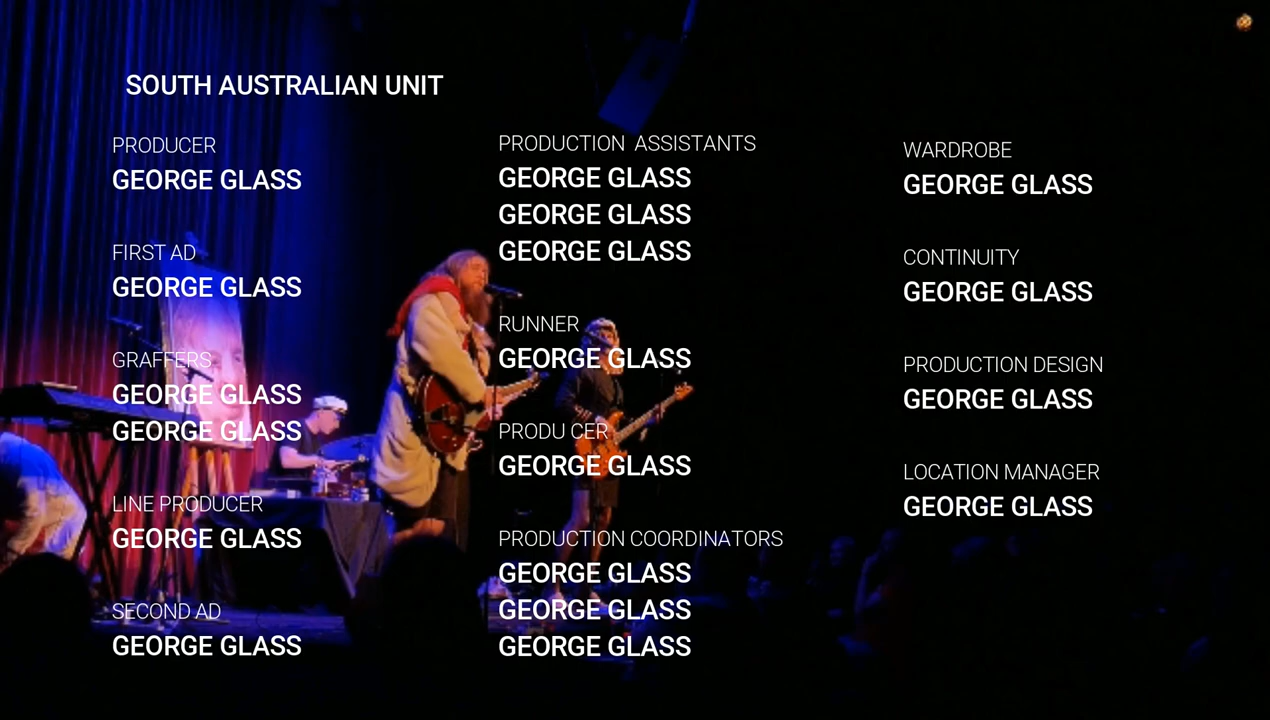 SOUTH AUSTRALIAN UNIT
PRODUCER
GEORGE GLASS
FIRST AD
GEORGE GLASS
GRAFFERS
GEORGE GLASS
GEORGE GLASS
LINE PRODUCER
GEORGE GLASS
SECOND AD
GEORGE GLASS
PRODUCTION ASSISTANTS
GEORGE GLASS
GEORGE GLASS
GEORGE GLASS
RUNNER
GEORGE GLASS
PRODU CER
GEORGE GLASS
PRODUCTION COORDINATORS
GEORGE GLASS
GEORGE GLASS
GEORGE GLASS
WARDROBE
GEORGE GLASS
CONTINUITY
GEORGE GLASS
PRODUCTION DESIGN
GEORGE GLASS
LOCATION MANAGER
GEORGE GLASS